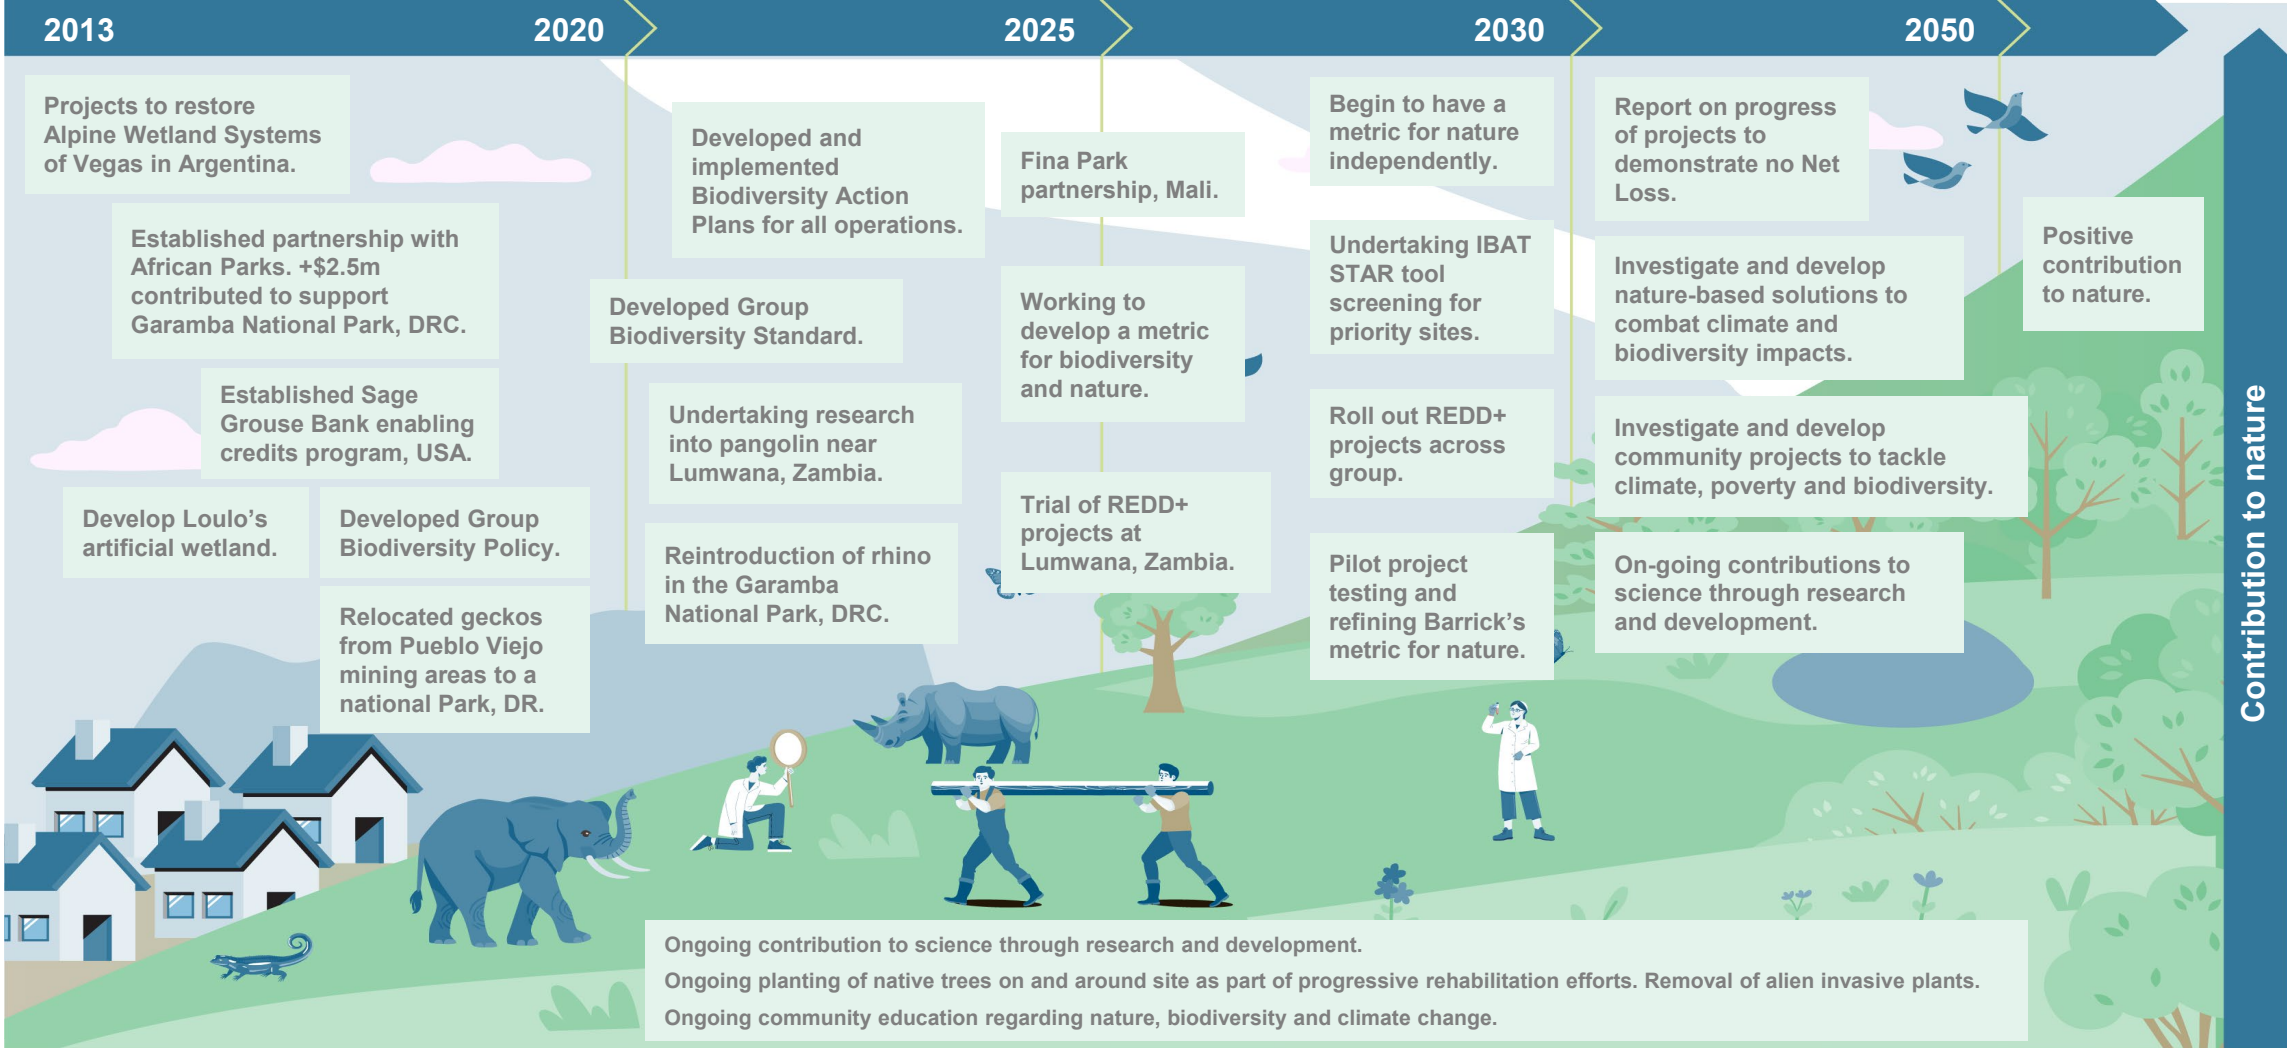 2013
2020
2025
2030
2050
Projects to restore
Alpine Wetland Systems
of Vegas in Argentina.
Established partnership with
African Parks. +$2.5m
contributed to support
Garamba National Park, DRC.
Established Sage
Grouse Bank enabling
credits program, USA.
Develop Loulo’s
artificial wetland.
Developed Group
Biodiversity Policy.
Relocated geckos
from Pueblo Viejo
mining areas to a
national Park, DR.
Developed and
implemented
Biodiversity Action
Plans for all operations.
Developed Group
Biodiversity Standard.
Undertaking research
into pangolin near
Lumwana, Zambia.
Reintroduction of rhino
in the Garamba
National Park, DRC.
Fina Park
partnership, Mali.
Working to
develop a metric
for biodiversity
and nature.
Trial of REDD+
projects at
Lumwana, Zambia.
Begin to have a
metric for nature
independently.
Undertaking IBAT
STAR tool
screening for
priority sites.
Roll out REDD+
projects across
group.
Pilot project
testing and
refining Barrick’s
metric for nature.
Report on progress
of projects to
demonstrate no Net
Loss.
Investigate and develop
nature-based solutions to
combat climate and
biodiversity impacts.
Investigate and develop
community projects to tackle
climate, poverty and biodiversity.
On-going contributions to
science through research
and development.
Positive
contribution
to nature.
Contribution to nature
Ongoing contribution to science through research and development.
Ongoing planting of native trees on and around site as part of progressive rehabilitation efforts. Removal of alien invasive plants.
Ongoing community education regarding nature, biodiversity and climate change.